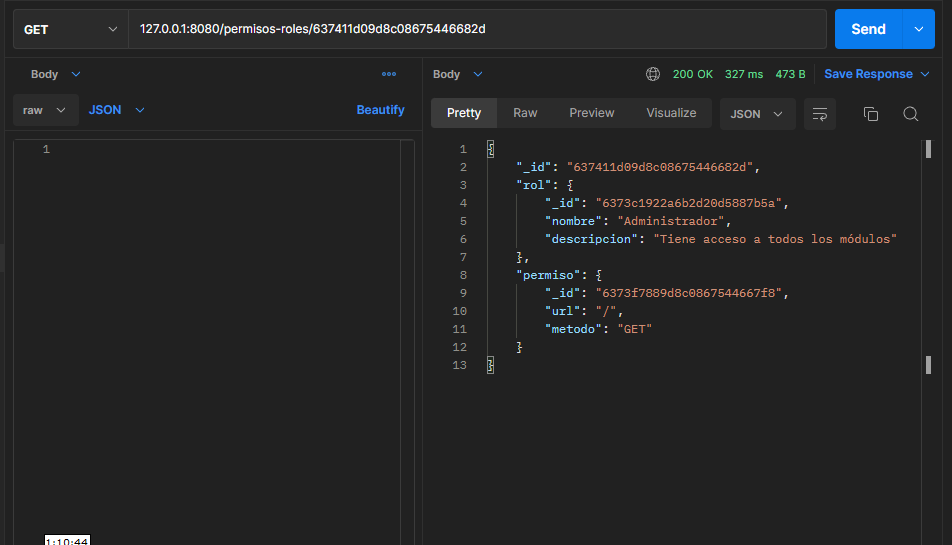 GET 127.0.0.1:8080/permisos-roles/637411d09d8c08675446682d Send
Body ooo Body 200 OK 327 ms 473 B Save Response
raw JSON Beautify
Pretty Raw Preview Visualize JSON
1
1 {
2 "_id": "637411d09d8c08675446682d",
3 "rol": {
4 "_id": "6373c1922a6b2d20d5887b5a",
5 "nombre": "Administrador",
6 "descripcion": "Tiene acceso a todos los módulos"
7 },
8 "permiso": {
9 "_id": "6373f7889d8c0867544667f8",
10 "url": "/",
11 "metodo": "GET"
12 }
13 }
1:10:44